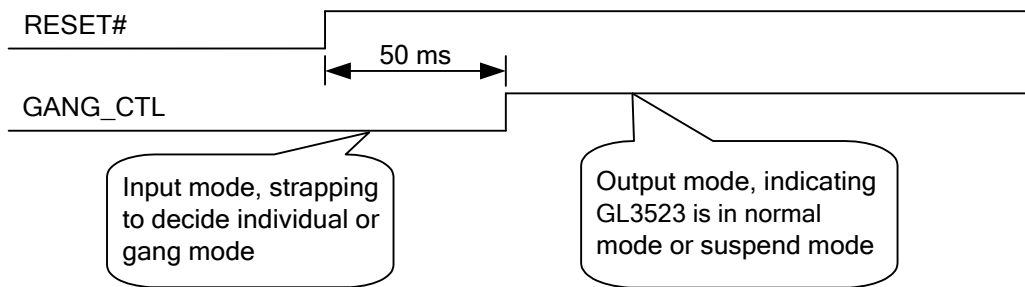 RESET#
50 ms
GANG_CTL
Input mode, strapping
to decide individual or
gang mode
Output mode, indicating
GL3523 is in normal
mode or suspend mode